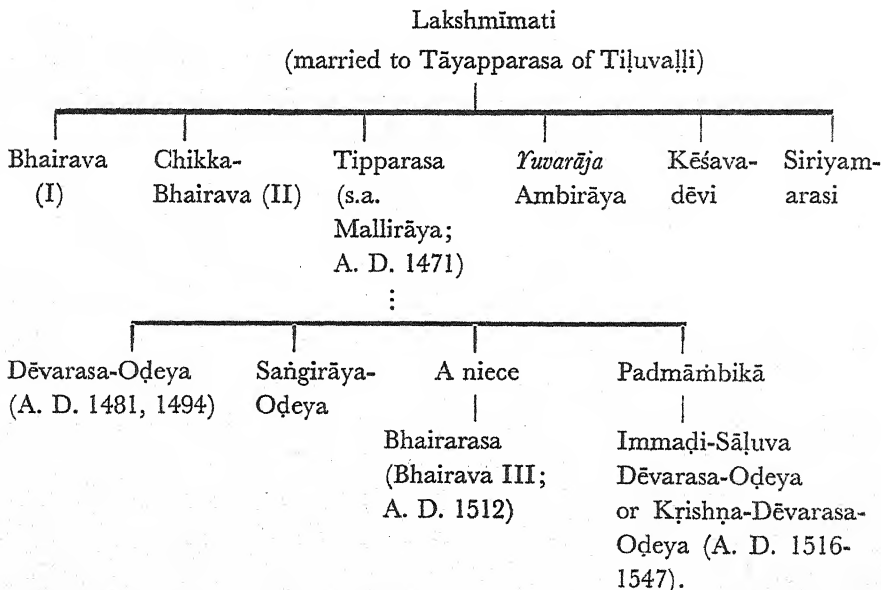 Lakshmīmati
(married to Tāyapparasa of Tiḷuvaḷḷi)
Bhairava Chikka- Tipparasa Yuvarāja Kēśava- Siriyam-
(I) Bhairava (II) (s.a. Ambirāya dēvi arasi
Mallirāya;
A. D. 1471)
Dēvarasa-Oḍeya Saṅgirāya- A niece Padmāṁbikā
(A. D. 1481, 1494) Oḍeya
Bhairarasa Immaḍi-Sāḷuva
(Bhairava III; Dēvarasa-Oḍeya
A. D. 1512) or Kṛishṇa-Dēvarasa-
Oḍeya (A. D. 1516-
1547).